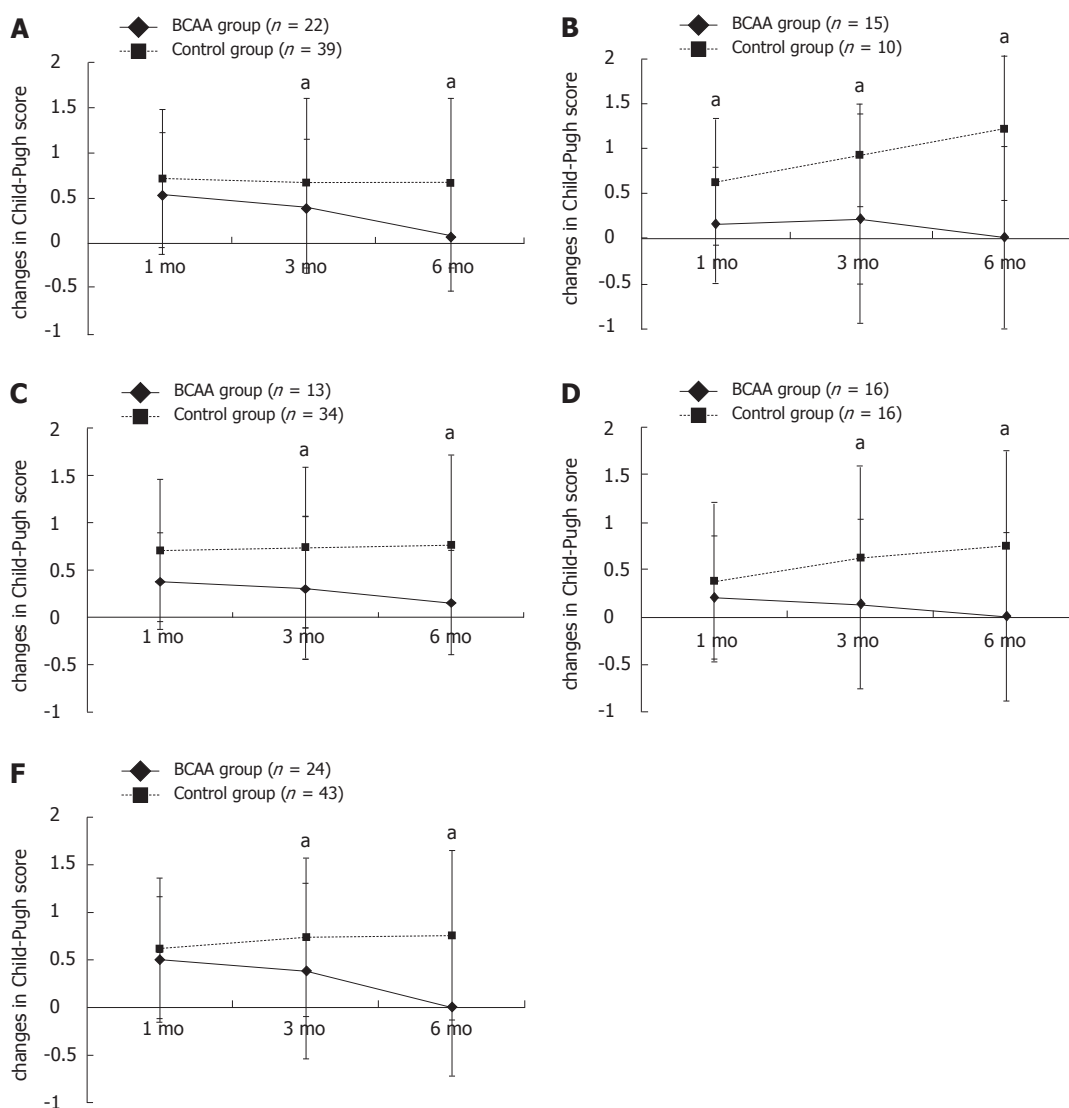 A
BCAA group (n = 22)
Control group (n = 39)
changes in Child-Pugh score
2
1.5
1
0.5
0
-0.5
-1
a
a
1 mo
3 mo
6 mo
B
BCAA group (n = 15)
Control group (n = 10)
changes in Child-Pugh score
2
1.5
1
0.5
0
-0.5
-1
a
a
a
1 mo
3 mo
6 mo
C
BCAA group (n = 13)
Control group (n = 34)
changes in Child-Pugh score
2
1.5
1
0.5
0
-0.5
-1
a
a
1 mo
3 mo
6 mo
D
BCAA group (n = 16)
Control group (n = 16)
changes in Child-Pugh score
2
1.5
1
0.5
0
-0.5
-1
a
a
1 mo
3 mo
6 mo
F
BCAA group (n = 24)
Control group (n = 43)
changes in Child-Pugh score
2
1.5
1
0.5
0
-0.5
-1
a
a
1 mo
3 mo
6 mo